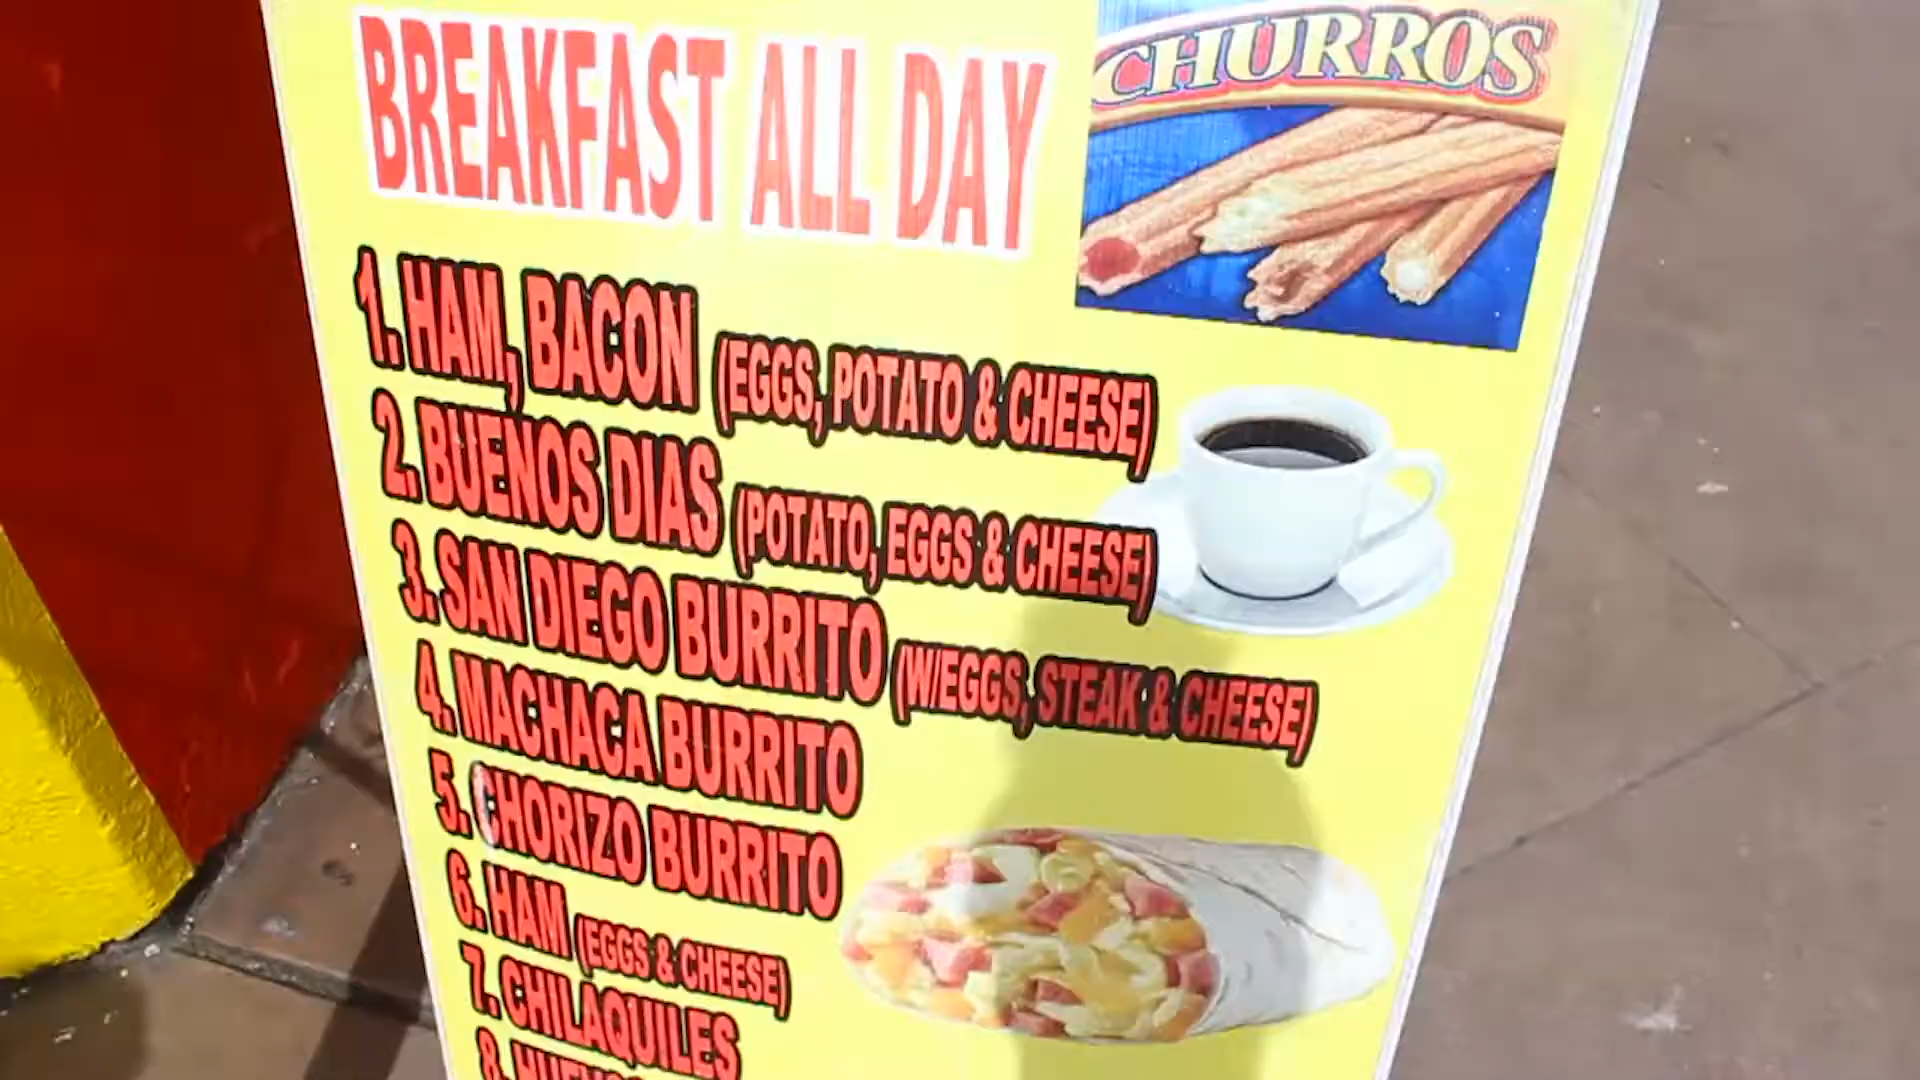 BREAKFAST ALL DAY
CHURROS
1. HAM, BACON (EGGS, POTATO & CHEESE)
2. BUENOS DIAS (POTATO, EGGS & CHEESE)
3. SAN DIEGO BURRITO (W/EGGS, STEAK & CHEESE)
4. MACHACA BURRITO
5. CHORIZO BURRITO
6. HAM (EGGS & CHEESE)
7. CHILAQUILES
8.